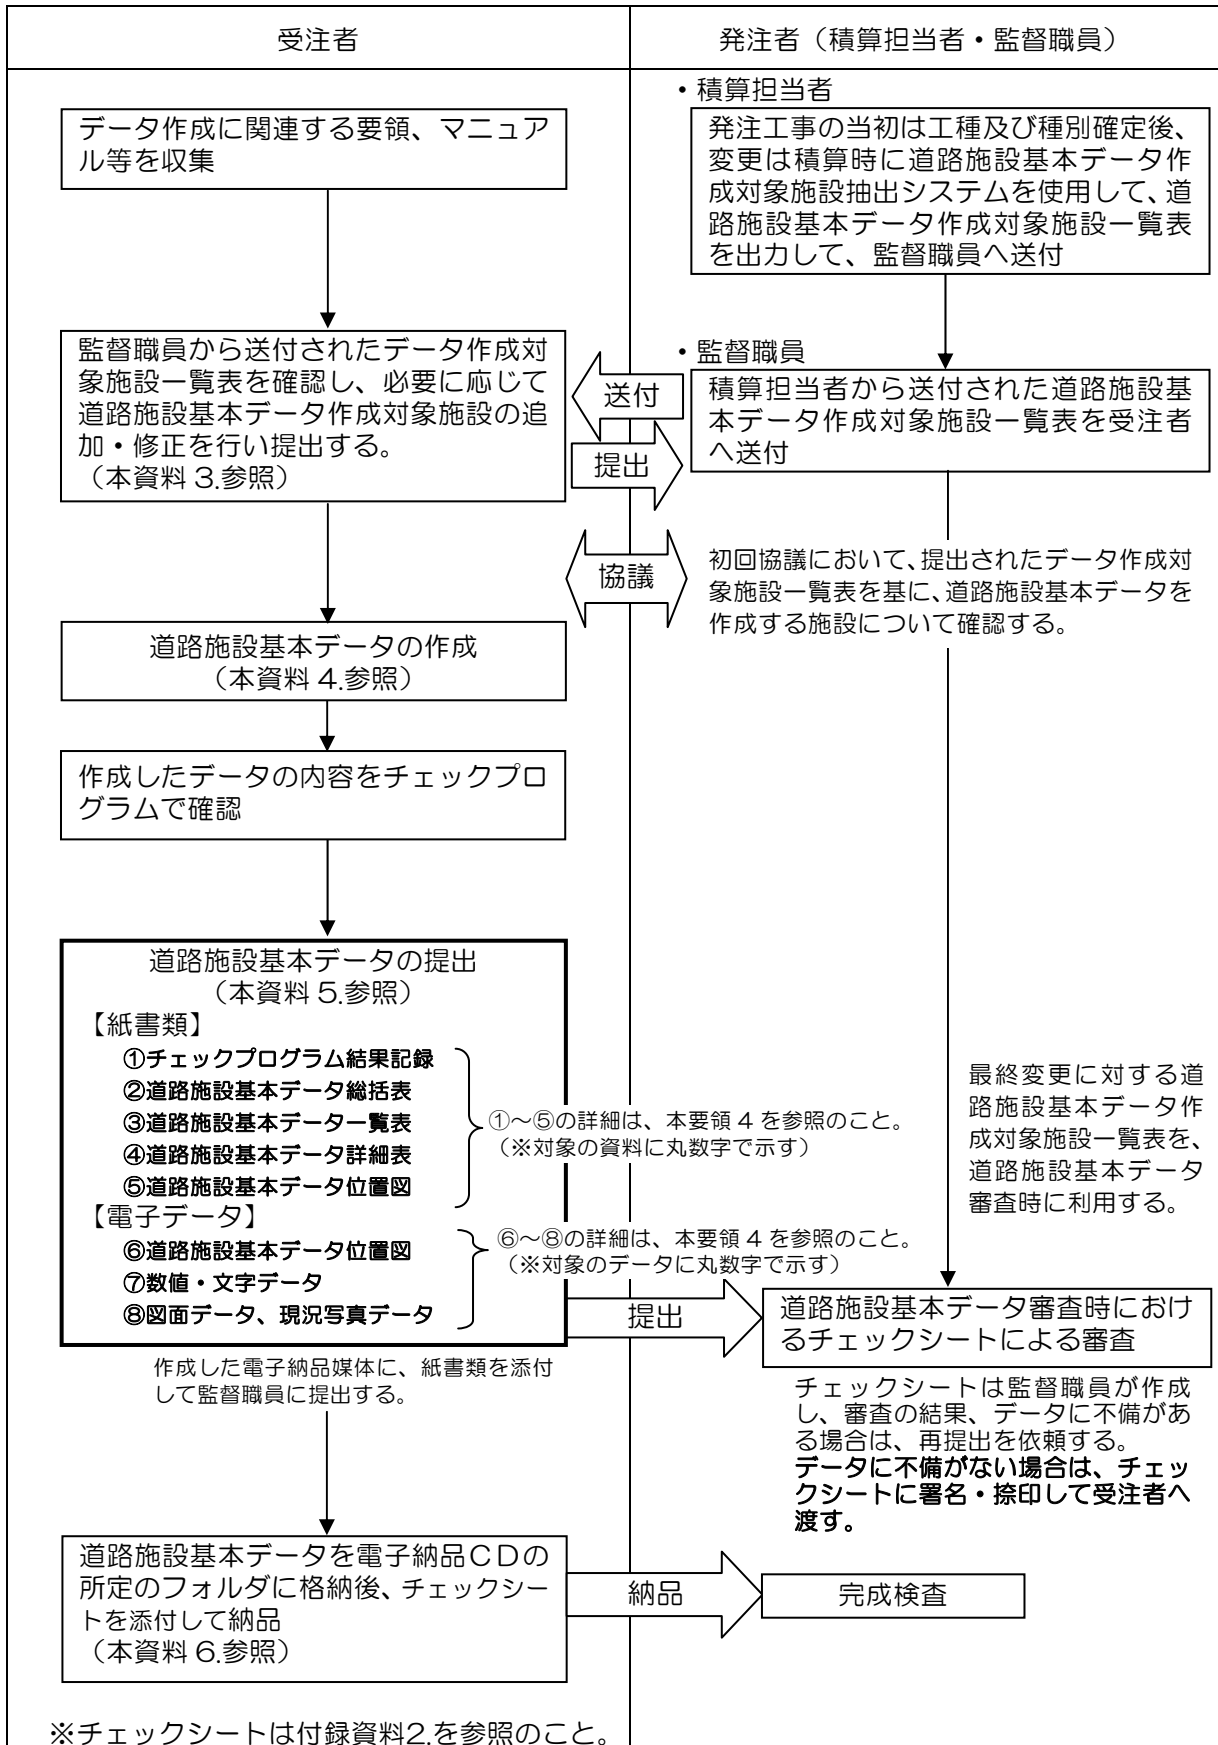 受注者
発注者（積算担当者・監督職員）
データ作成に関連する要領、マニュア
ル等を収集
・積算担当者
発注工事の当初は工種及び種別確定後、
変更は積算時に道路施設基本データ作
成対象施設抽出システムを使用して、道
路施設基本データ作成対象施設一覧表
を出力して、監督職員へ送付
監督職員から送付されたデータ作成対
象施設一覧表を確認し、必要に応じて
道路施設基本データ作成対象施設の追
加・修正を行い提出する。
（本資料 3.参照）
送付
提出
・監督職員
積算担当者から送付された道路施設基
本データ作成対象施設一覧表を受注者
へ送付
協議
初回協議において、提出されたデータ作成対
象施設一覧表を基に、道路施設基本データを
作成する施設について確認する。
道路施設基本データの作成
（本資料 4.参照）
作成したデータの内容をチェックプロ
グラムで確認
道路施設基本データの提出
（本資料 5.参照）
【紙書類】
①チェックプログラム結果記録
②道路施設基本データ総括表
③道路施設基本データ一覧表
④道路施設基本データ詳細表
⑤道路施設基本データ位置図
①～⑤の詳細は、本要領 4 を参照のこと。
（※対象の資料に丸数字で示す）
【電子データ】
⑥道路施設基本データ位置図
⑦数値・文字データ
⑧図面データ、現況写真データ
⑥～⑧の詳細は、本要領 4 を参照のこと。
（※対象のデータに丸数字で示す）
最終変更に対する道
路施設基本データ作
成対象施設一覧表を、
道路施設基本データ
審査時に利用する。
提出
道路施設基本データ審査時におけ
るチェックシートによる審査
作成した電子納品媒体に、紙書類を添付
して監督職員に提出する。
チェックシートは監督職員が作成
し、審査の結果、データに不備があ
る場合は、再提出を依頼する。
データに不備がない場合は、チェッ
クシートに署名・捺印して受注者へ
渡す。
道路施設基本データを電子納品ＣＤの
所定のフォルダに格納後、チェックシー
トを添付して納品
（本資料 6.参照）
納品
完成検査
※チェックシートは付録資料2.を参照のこと。